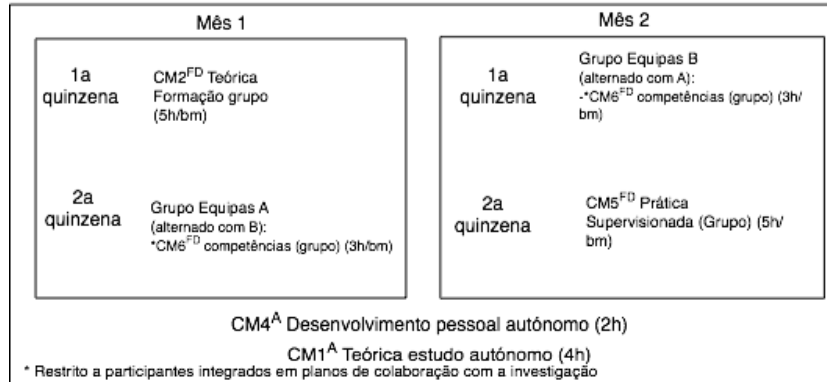 Mês 1
1a
quinzena
CM2FD Teórica
Formação grupo
(5h/bm)
2a
quinzena
Grupo Equipas A
(alternado com B):
*CM6FD competências (grupo) (3h/bm)
Mês 2
1a
quinzena
Grupo Equipas B
(alternado com A):
-*CM6FD competências (grupo) (3h/
bm)
2a
quinzena
CM5FD Prática
Supervisionada (Grupo) (5h/
bm)
CM4A Desenvolvimento pessoal autónomo (2h)
CM1A Teórica estudo autónomo (4h)
* Restrito a participantes integrados em planos de colaboração com a investigação